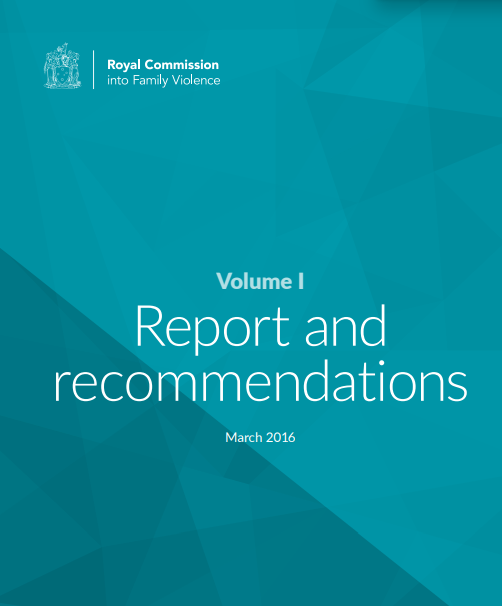 Royal Commission
into Family Violence
Volume I
Report and
recommendations
March 2016